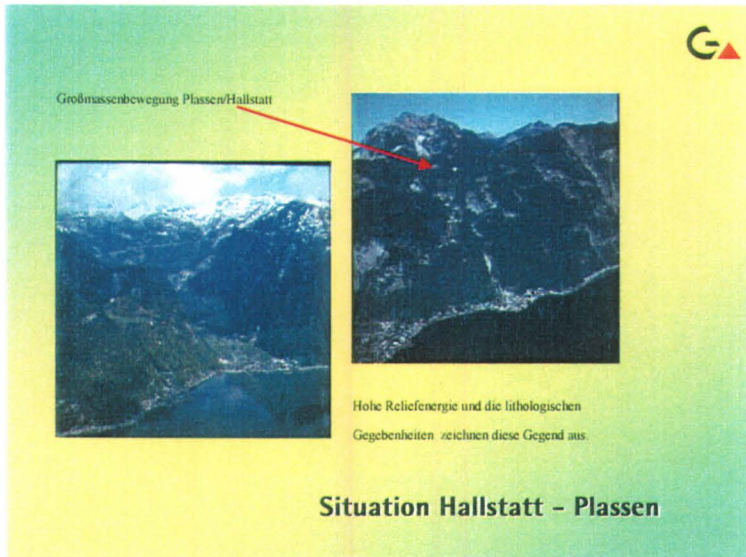 Großmassenbewegung Plassen/Hallstatt
Hohe Reliefenergie und die lithologischen
Gegebenheiten zeichnen diese Gegend aus.
Situation Hallstatt - Plassen